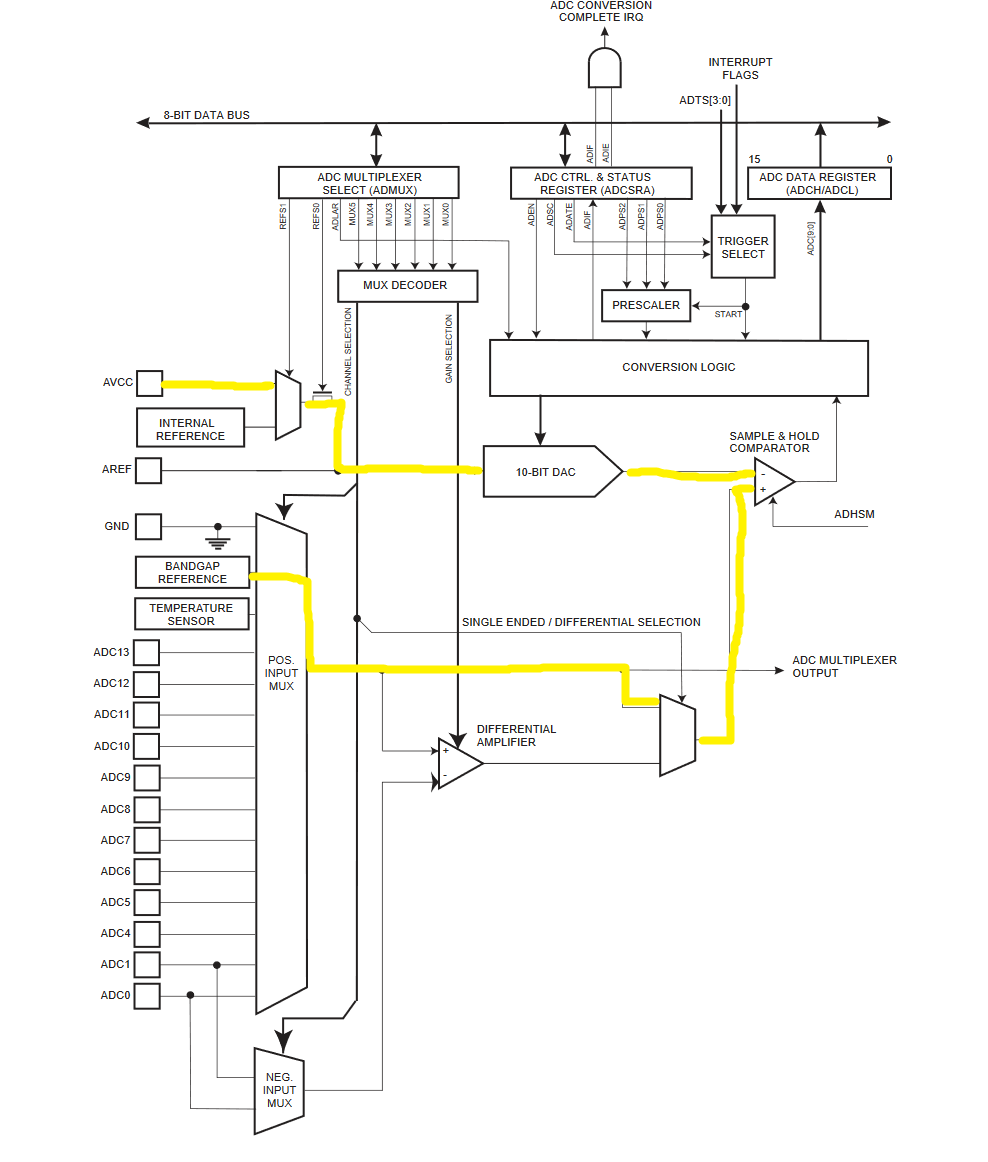 ADC CONVERSION
COMPLETE IRQ
INTERRUPT
FLAGS
ADTS[3:0]
8-BIT DATA BUS
ADIF
ADIE
15
0
ADC MULTIPLEXER
SELECT (ADMUX)
ADC CTRL. & STATUS
REGISTER (ADCSRA)
ADC DATA REGISTER
(ADCH/ADCL)
REFS1
REFS0
ADLAR
MUX5
MUX4
MUX3
MUX2
MUX1
MUX0
ADEN
ADSC
ADATE
ADIF
ADPS2
ADPS1
ADPS0
TRIGGER
SELECT
ADC[9:0]
MUX DECODER
PRESCALER
START
CHANNEL SELECTION
GAIN SELECTION
CONVERSION LOGIC
AVCC
INTERNAL
REFERENCE
AREF
10-BIT DAC
SAMPLE & HOLD
COMPARATOR
-
+
ADHSM
GND
BANDGAP
REFERENCE
TEMPERATURE
SENSOR
SINGLE ENDED / DIFFERENTIAL SELECTION
ADC13
ADC12
ADC11
ADC10
ADC9
ADC8
ADC7
ADC6
ADC5
ADC4
ADC1
ADC0
POS.
INPUT
MUX
ADC MULTIPLEXER
OUTPUT
DIFFERENTIAL
AMPLIFIER
+
-
NEG.
INPUT
MUX